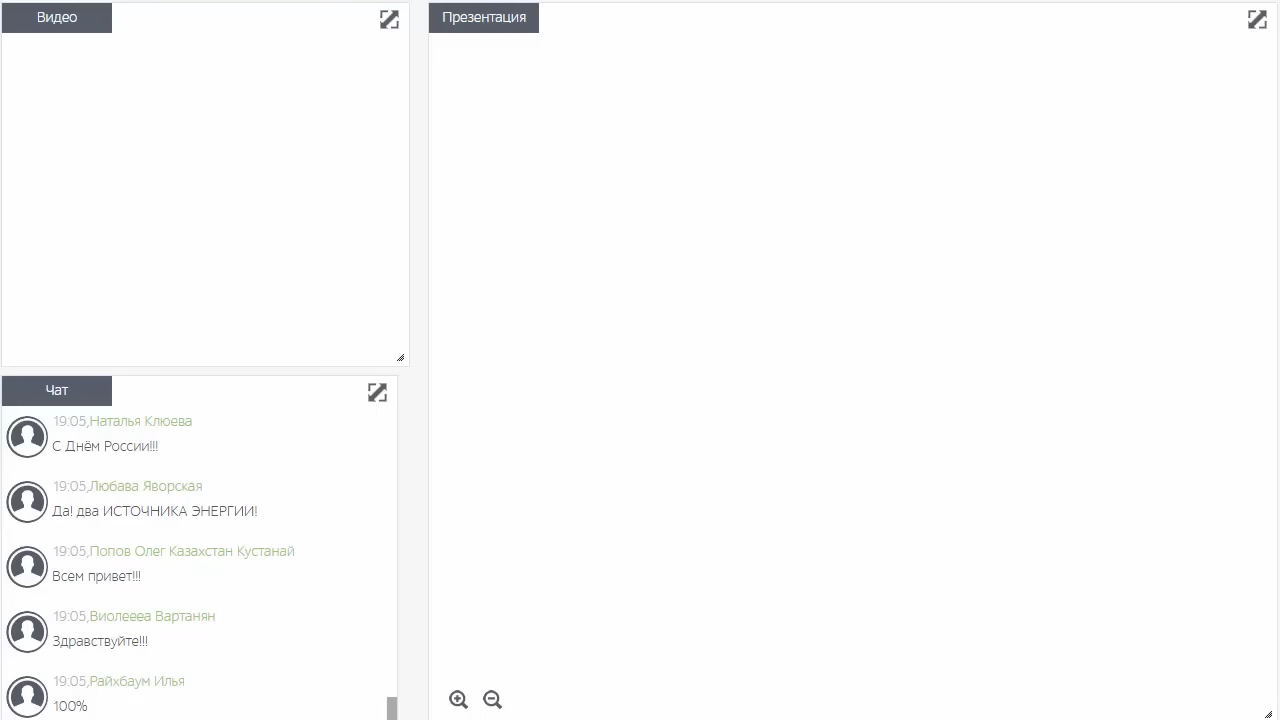 Видео
Презентация
Чат
19:05,Наталья Клюева
С Днём России!!!
19:05,Любава Яворская
Да! два ИСТОЧНИКА ЭНЕРГИИ!
19:05,Попов Олег Казахстан Кустанай
Всем привет!!!
19:05,Виолеееа Вартанян
Здравствуйте!!!
19:05,Райхбаум Илья
100%